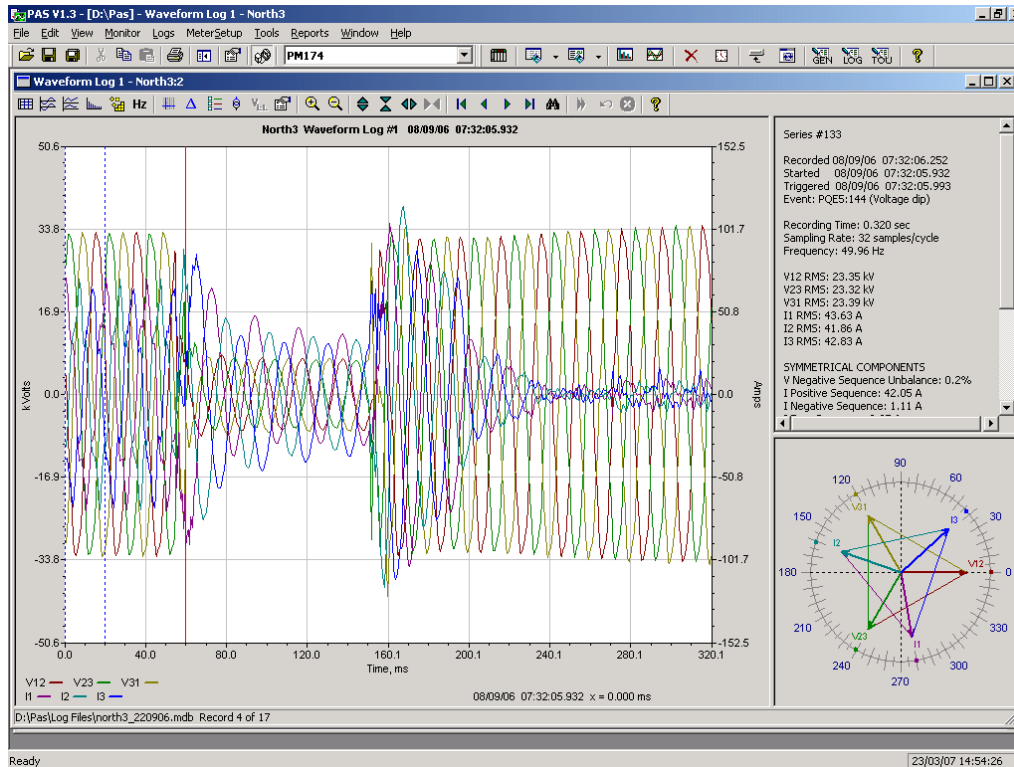 PAS V1.3 - [D:\Pas] - Waveform Log 1 - North3
File Edit View Monitor Logs MeterSetup Tools Reports Window Help
PM174
GEN LOG TOU
Waveform Log 1 - North3:2
Hz
V L-L
North3 Waveform Log #1 08/09/06 07:32:05.932
50.6
33.8
16.9
0.0
-16.9
-33.8
-50.6
k Volts
152.5
101.7
50.8
0.0
-50.8
-101.7
-152.5
Amps
0.0 40.0 80.0 120.1 160.1 200.1 240.1 280.1 320.1
Time, ms
V12 V23 V31
I1 I2 I3
08/09/06 07:32:05.932 x = 0.000 ms
Series #133
Recorded 08/09/06 07:32:06.252
Started 08/09/06 07:32:05.932
Triggered 08/09/06 07:32:05.993
Event: PQE5:144 (Voltage dip)
Recording Time: 0.320 sec
Sampling Rate: 32 samples/cycle
Frequency: 49.96 Hz
V12 RMS: 23.35 kV
V23 RMS: 23.32 kV
V31 RMS: 23.39 kV
I1 RMS: 43.63 A
I2 RMS: 41.86 A
I3 RMS: 42.83 A
SYMMETRICAL COMPONENTS
V Negative Sequence Unbalance: 0.2%
I Positive Sequence: 42.05 A
I Negative Sequence: 1.11 A
90
120 60
V31
150 I2 I3 30
180 V12 0
210 330
V23 I1
240 300
270
D:\Pas\Log Files\north3_220906.mdb Record 4 of 17
Ready
23/03/07 14:54:26